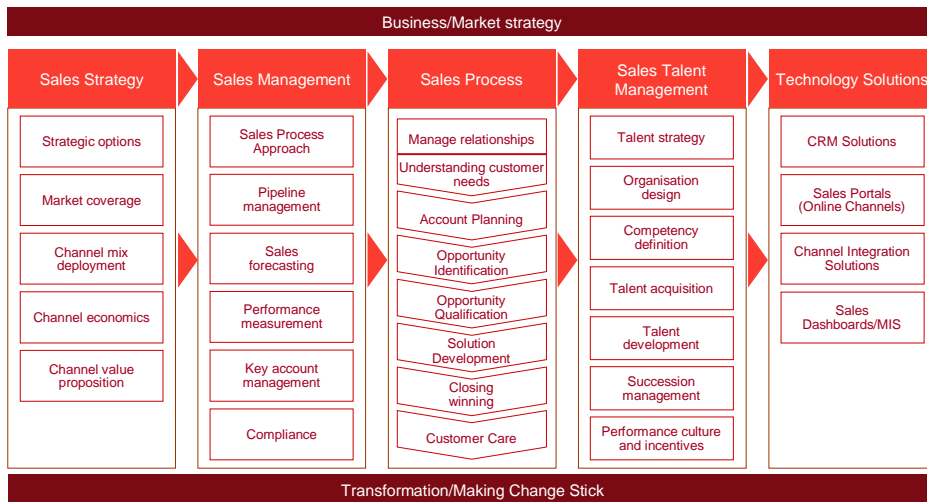 Business/Market strategy
Sales Strategy
Strategic options
Market coverage
Channel mix
deployment
Channel economics
Channel value
proposition
Sales Management
Sales Process
Approach
Pipeline
management
Sales
forecasting
Performance
measurement
Key account
management
Compliance
Sales Process
Manage relationships
Understanding customer
needs
Account Planning
Opportunity
Identification
Opportunity
Qualification
Solution
Development
Closing
winning
Customer Care
Sales Talent
Management
Talent strategy
Organisation
design
Competency
definition
Talent acquisition
Talent
development
Succession
management
Performance culture
and incentives
Technology Solutions
CRM Solutions
Sales Portals
(Online Channels)
Channel Integration
Solutions
Sales
Dashboards/MIS
Transformation/Making Change Stick